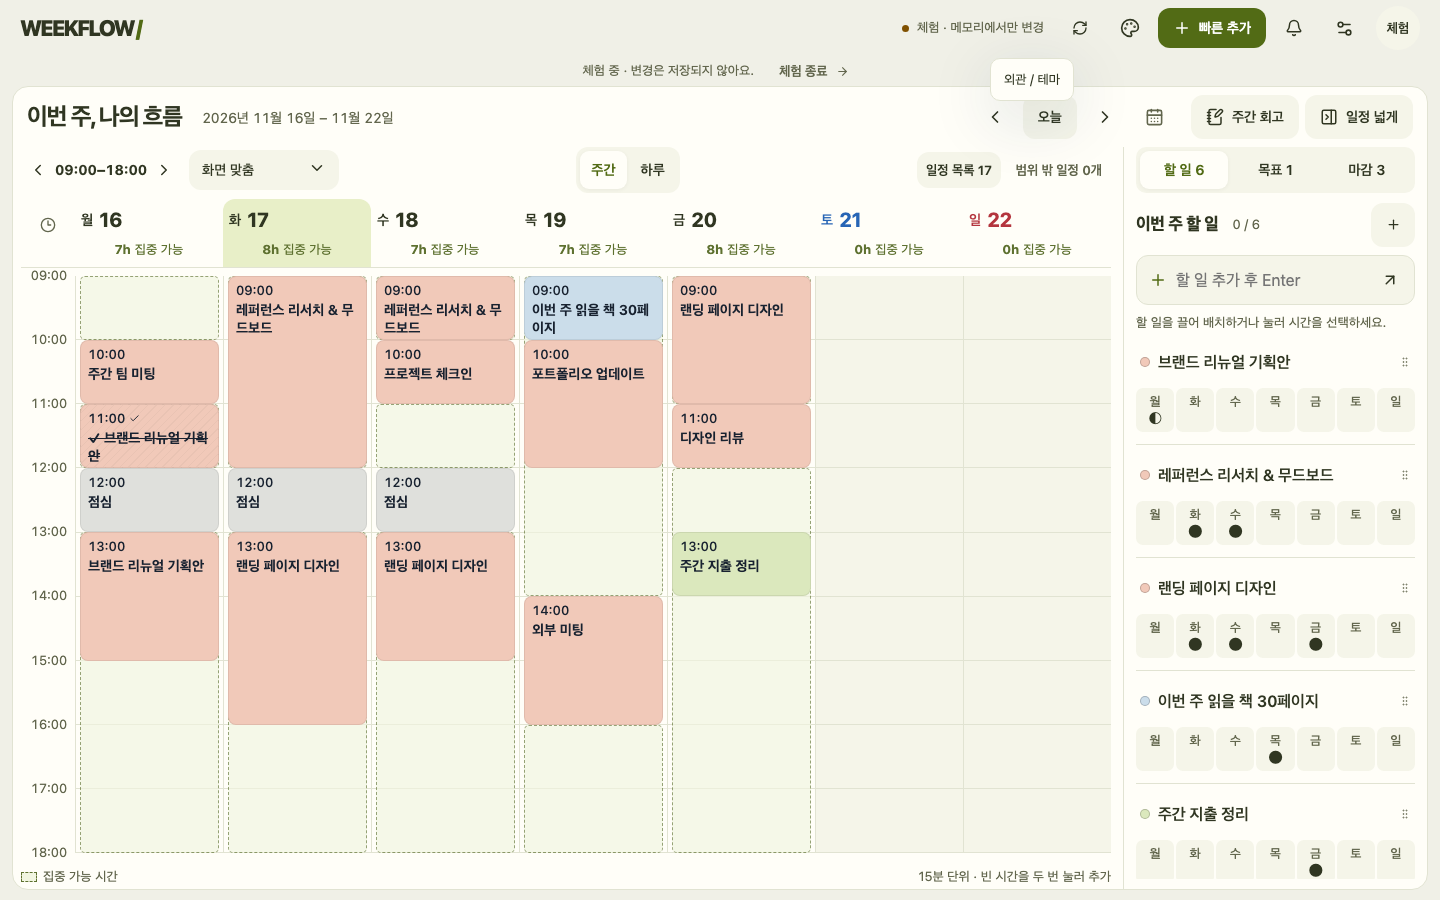 WEEKFLOW/
체험 · 메모리에서만 변경
빠른 추가
체험
체험 중 · 변경은 저장되지 않아요.
체험 종료 →
외관 / 테마
이번 주, 나의 흐름
2026년 11월 16일 – 11월 22일
오늘
주간 회고
일정 넓게
09:00–18:00
화면 맞춤
주간
하루
일정 목록 17
범위 밖 일정 0개
월 16
7h 집중 가능
화 17
8h 집중 가능
수 18
7h 집중 가능
목 19
7h 집중 가능
금 20
8h 집중 가능
토 21
0h 집중 가능
일 22
0h 집중 가능
09:00
10:00
11:00
12:00
13:00
14:00
15:00
16:00
17:00
18:00
10:00
주간 팀 미팅
11:00 ✓
✓ 브랜드 리뉴얼 기획
안
12:00
점심
13:00
브랜드 리뉴얼 기획안
09:00
레퍼런스 리서치 & 무
드보드
12:00
점심
13:00
랜딩 페이지 디자인
09:00
레퍼런스 리서치 & 무
드보드
10:00
프로젝트 체크인
12:00
점심
13:00
랜딩 페이지 디자인
09:00
이번 주 읽을 책 30페
이지
10:00
포트폴리오 업데이트
14:00
외부 미팅
09:00
랜딩 페이지 디자인
11:00
디자인 리뷰
13:00
주간 지출 정리
집중 가능 시간
15분 단위 · 빈 시간을 두 번 눌러 추가
할 일 6
목표 1
마감 3
이번 주 할 일
0 / 6
할 일 추가 후 Enter
할 일을 끌어 배치하거나 눌러 시간을 선택하세요.
브랜드 리뉴얼 기획안
월 화 수 목 금 토 일
레퍼런스 리서치 & 무드보드
월 화 수 목 금 토 일
랜딩 페이지 디자인
월 화 수 목 금 토 일
이번 주 읽을 책 30페이지
월 화 수 목 금 토 일
주간 지출 정리
월 화 수 목 금 토 일